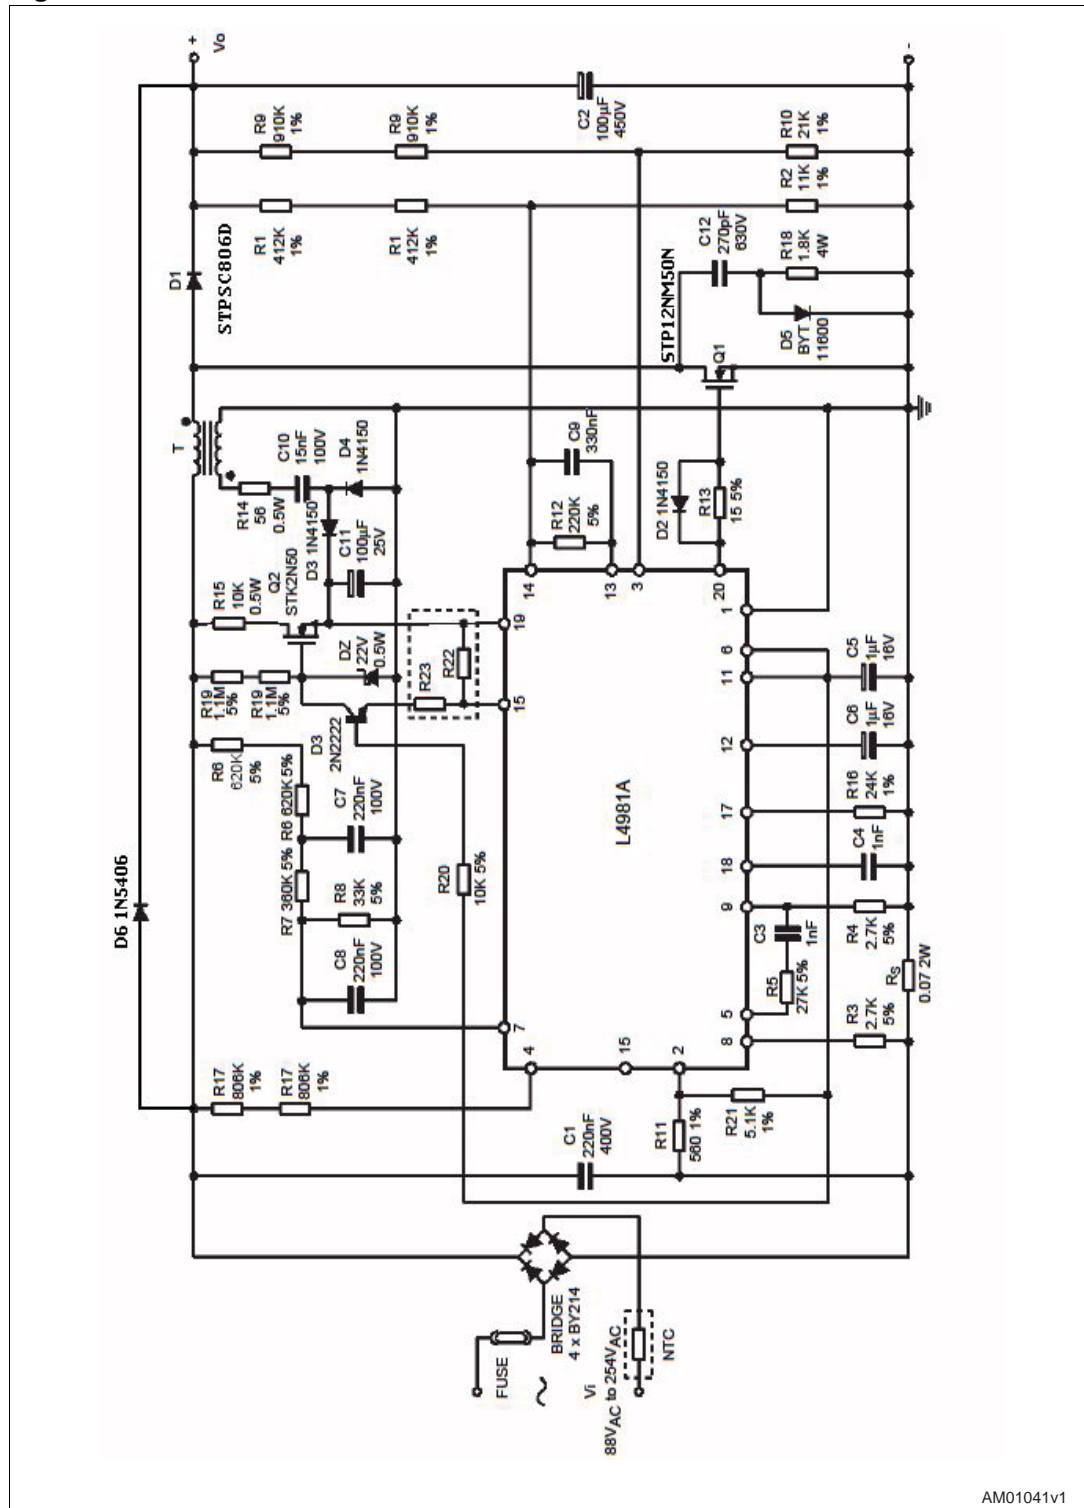 D6 1N5406
FUSE
BRIDGE
4 x BY214
Vi
88VAC to 254VAC
NTC
R17
806K
1%
R17
806K
1%
C1
220nF
400V
R11
560 1%
R21
5.1K
1%
C8
220nF
100V
R7 360K 5%
R8
33K
5%
R6 620K 5%
C7
220nF
100V
R6
620K
5%
R19
1.1M
5%
R19
1.1M
5%
D3
2N2222
R20
10K 5%
R15
10K
0.5W
Q2
STK2N50
DZ
22V
0.5W
R23
R22
R14
56
0.5W
D3 1N4150
C11
100µF
25V
C10
15nF
100V
D4
1N4150
T
D1
STPSC806D
R1
412K
1%
R1
412K
1%
R9
910K
1%
R9
910K
1%
C2
100µF
450V
R10
21K
1%
R2
11K
1%
Vo
+
-
R12
220K
5%
C9
330nF
D2 1N4150
R13
15 5%
STP12NM50N
Q1
C12
270pF
630V
R18
1.8K
4W
D5
BYT
11600
L4981A
7
15
19
4
15
2
14
13
3
20
8
5
9
18
17
12
11
6
1
R3
2.7K
5%
R5
27K 5%
C3
1nF
R4
2.7K
5%
RS
0.07 2W
C4
1nF
R16
24K
1%
C6
1µF
16V
C5
1µF
16V
AM01041v1